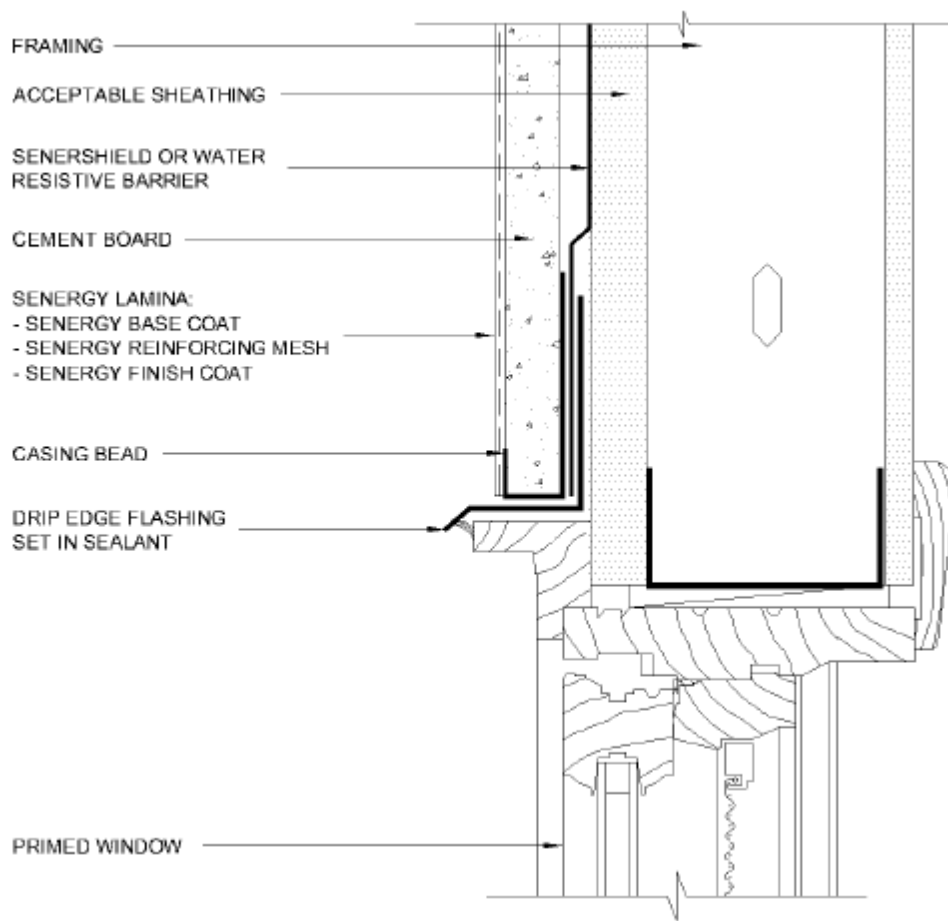 FRAMING
ACCEPTABLE SHEATHING
SENERSHIELD OR WATER
RESISTIVE BARRIER
CEMENT BOARD
SENERGY LAMINA:
- SENERGY BASE COAT
- SENERGY REINFORCING MESH
- SENERGY FINISH COAT
CASING BEAD
DRIP EDGE FLASHING
SET IN SEALANT
PRIMED WINDOW